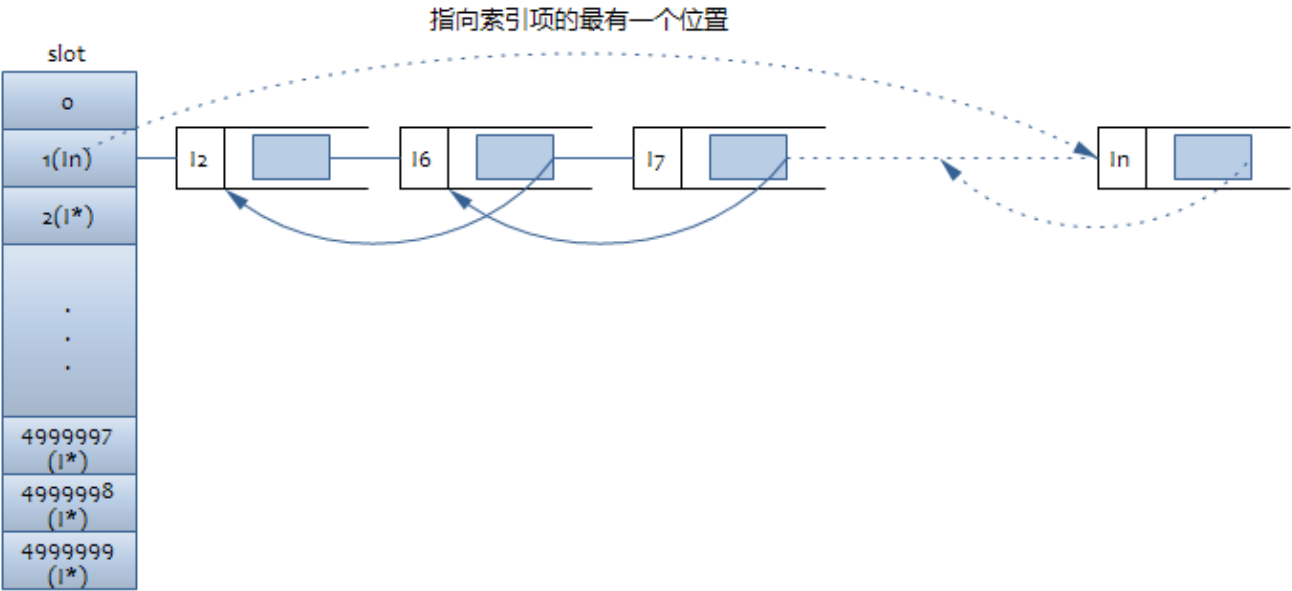 指向索引项的最有一个位置
slot
0
1(In)
I2
I6
I7
In
2(I*)
.
.
.
4999997
(I*)
4999998
(I*)
4999999
(I*)